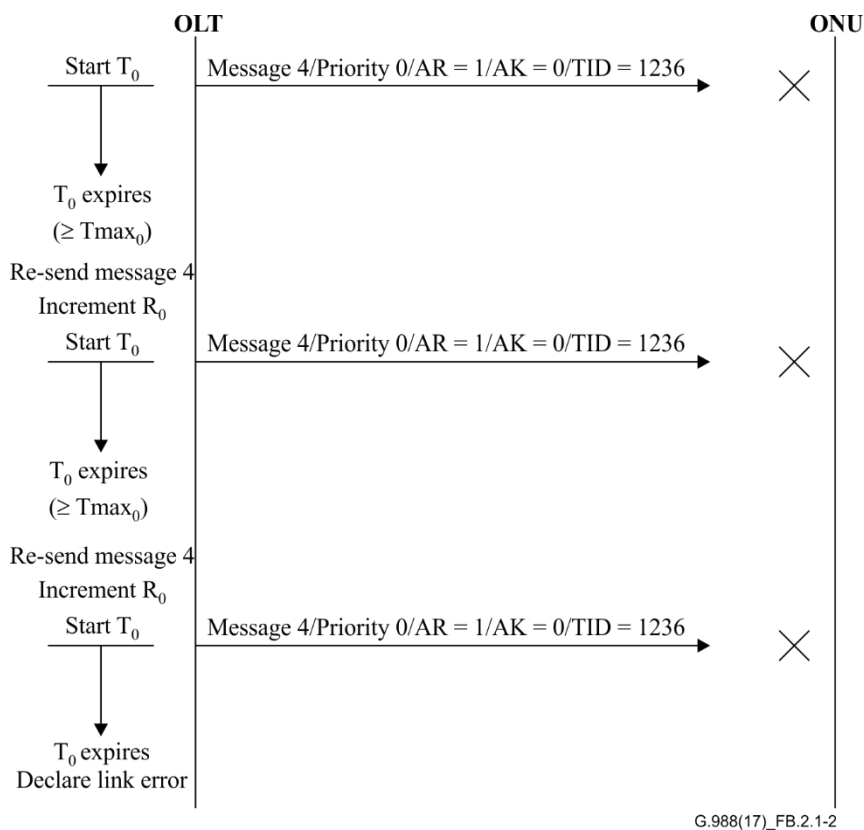 OLT
ONU
Start T₀
Message 4/Priority 0/AR = 1/AK = 0/TID = 1236
T₀ expires
(≥ Tmax₀)
Re-send message 4
Increment R₀
Start T₀
Message 4/Priority 0/AR = 1/AK = 0/TID = 1236
T₀ expires
(≥ Tmax₀)
Re-send message 4
Increment R₀
Start T₀
Message 4/Priority 0/AR = 1/AK = 0/TID = 1236
T₀ expires
Declare link error
G.988(17)_FB.2.1-2